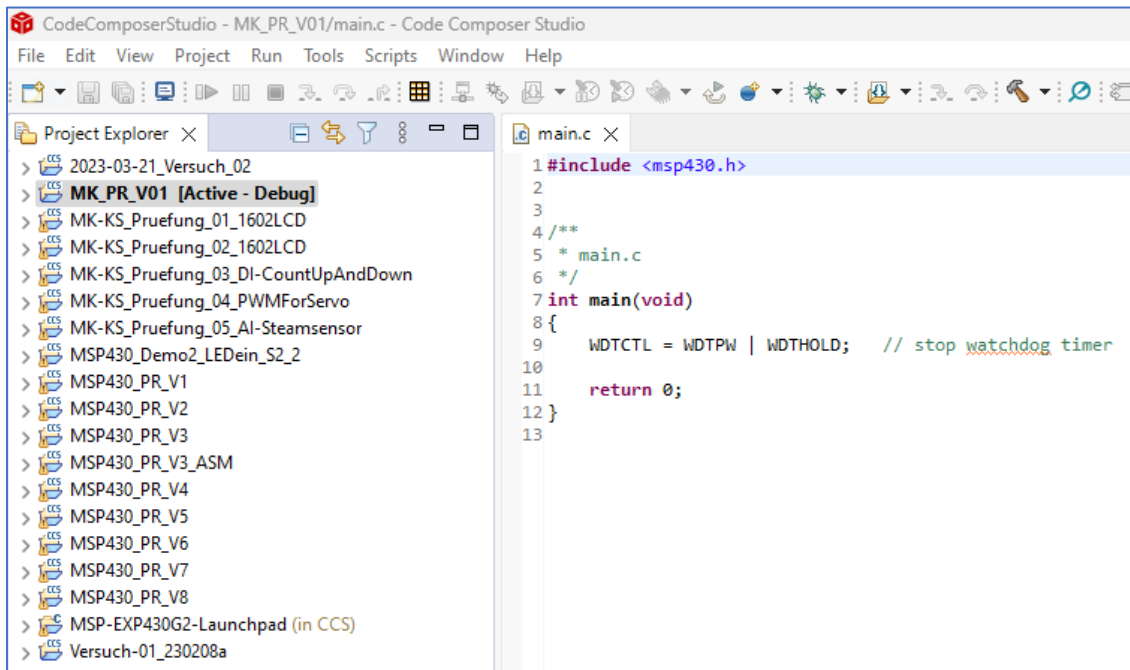 CodeComposerStudio - MK_PR_V01/main.c - Code Composer Studio
File Edit View Project Run Tools Scripts Window Help
Project Explorer
2023-03-21_Versuch_02
MK_PR_V01 [Active - Debug]
MK-KS_Pruefung_01_1602LCD
MK-KS_Pruefung_02_1602LCD
MK-KS_Pruefung_03_DI-CountUpAndDown
MK-KS_Pruefung_04_PWMForServo
MK-KS_Pruefung_05_AI-Steamsensor
MSP430_Demo2_LEDein_S2_2
MSP430_PR_V1
MSP430_PR_V2
MSP430_PR_V3
MSP430_PR_V3_ASM
MSP430_PR_V4
MSP430_PR_V5
MSP430_PR_V6
MSP430_PR_V7
MSP430_PR_V8
MSP-EXP430G2-Launchpad (in CCS)
Versuch-01_230208a
main.c
1 #include <msp430.h>
2
3
4 /**
5  * main.c
6  */
7 int main(void)
8 {
9     WDTCTL = WDTPW | WDTHOLD;   // stop watchdog timer
10
11     return 0;
12 }
13